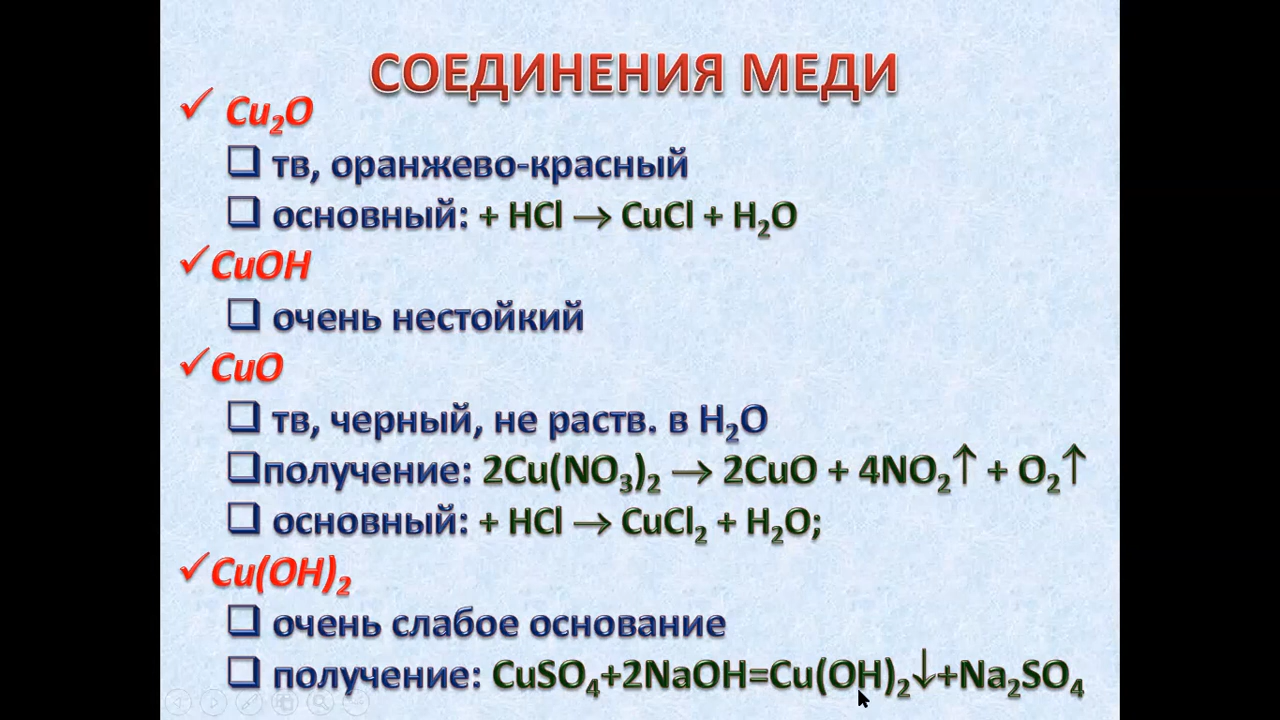 СОЕДИНЕНИЯ МЕДИ
✓ Cu₂O
❑ тв, оранжево-красный
❑ основный: + HCl → CuCl + H₂O
✓CuOH
❑ очень нестойкий
✓CuO
❑ тв, черный, не раств. в H₂O
❑получение: 2Cu(NO₃)₂ → 2CuO + 4NO₂↑ + O₂↑
❑ основный: + HCl → CuCl₂ + H₂O;
✓Cu(OH)₂
❑ очень слабое основание
❑ получение: CuSO₄+2NaOH=Cu(OH)₂↓+Na₂SO₄